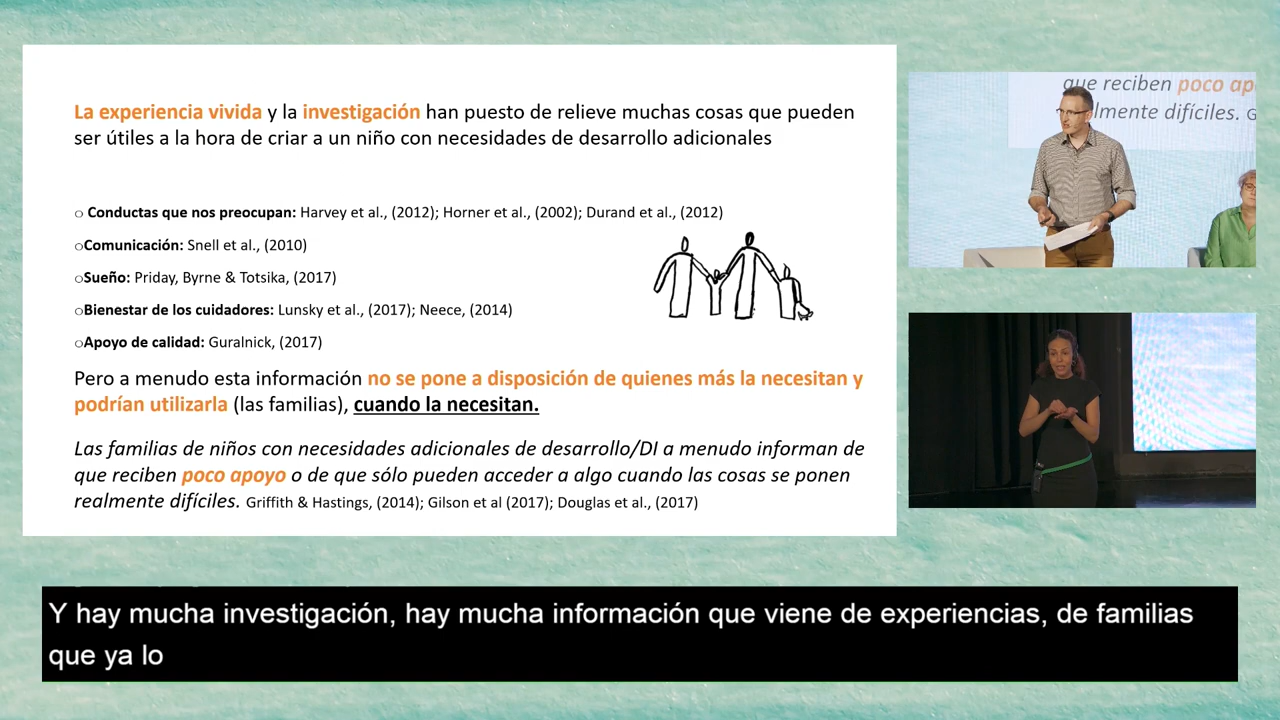 La experiencia vivida y la investigación han puesto de relieve muchas cosas que pueden
ser útiles a la hora de criar a un niño con necesidades de desarrollo adicionales
○ Conductas que nos preocupan: Harvey et al., (2012); Horner et al., (2002); Durand et al., (2012)
○Comunicación: Snell et al., (2010)
○Sueño: Priday, Byrne & Totsika, (2017)
○Bienestar de los cuidadores: Lunsky et al., (2017); Neece, (2014)
○Apoyo de calidad: Guralnick, (2017)
Pero a menudo esta información no se pone a disposición de quienes más la necesitan y
podrían utilizarla (las familias), cuando la necesitan.
Las familias de niños con necesidades adicionales de desarrollo/DI a menudo informan de
que reciben poco apoyo o de que sólo pueden acceder a algo cuando las cosas se ponen
realmente difíciles. Griffith & Hastings, (2014); Gilson et al (2017); Douglas et al., (2017)
que reciben poco ap
lmente difíciles. G
Y hay mucha investigación, hay mucha información que viene de experiencias, de familias
que ya lo